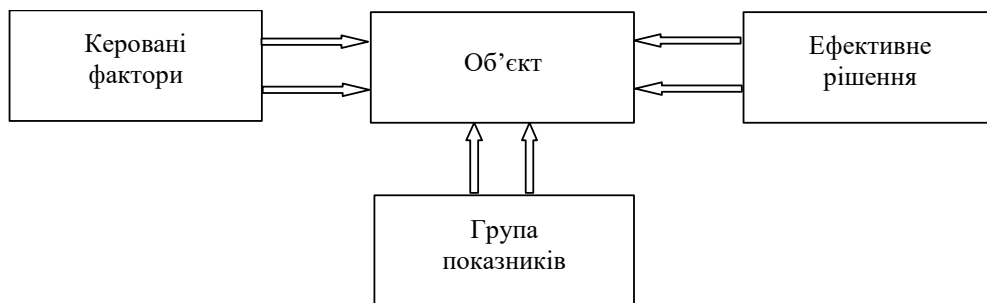 Керовані
фактори
Об’єкт
Ефективне
рішення
Група
показників